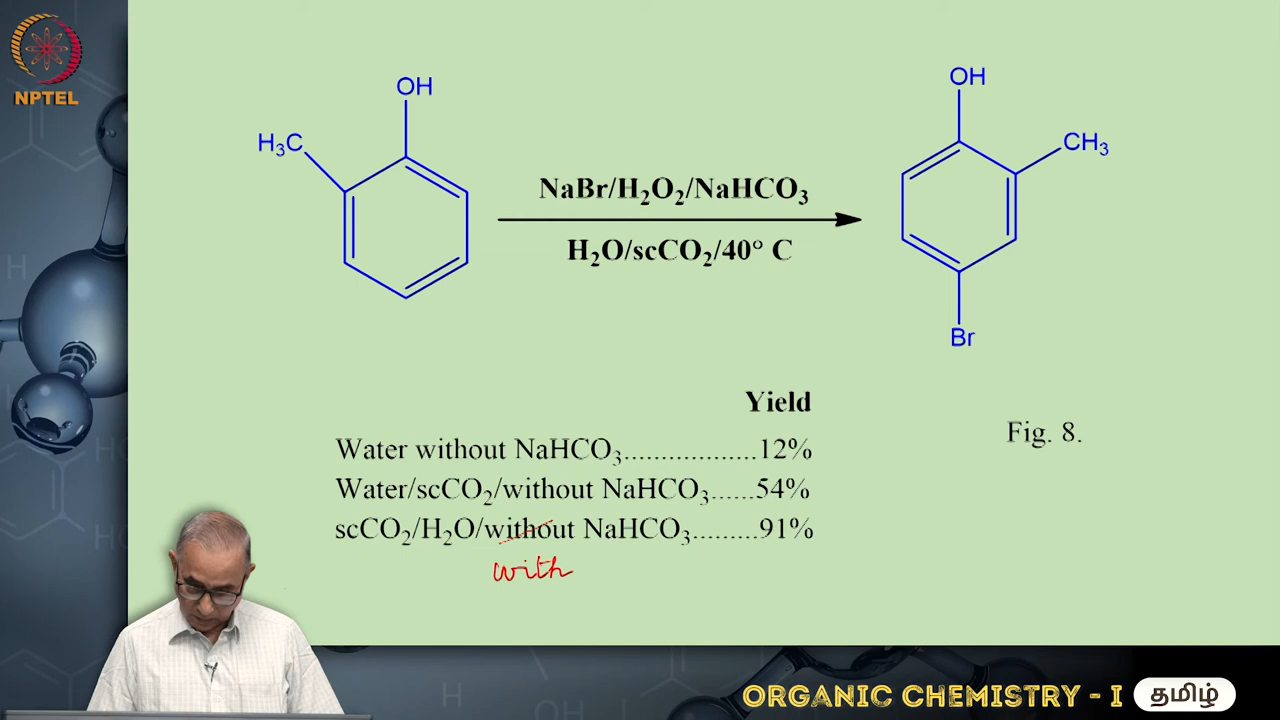 NPTEL
OH
H₃C
NaBr/H₂O₂/NaHCO₃
H₂O/scCO₂/40° C
OH
CH₃
Br
Yield
Water without NaHCO₃..................12%
Water/scCO₂/without NaHCO₃......54%
scCO₂/H₂O/without NaHCO₃.........91%
with
Fig. 8.
ORGANIC CHEMISTRY - I தமிழ்